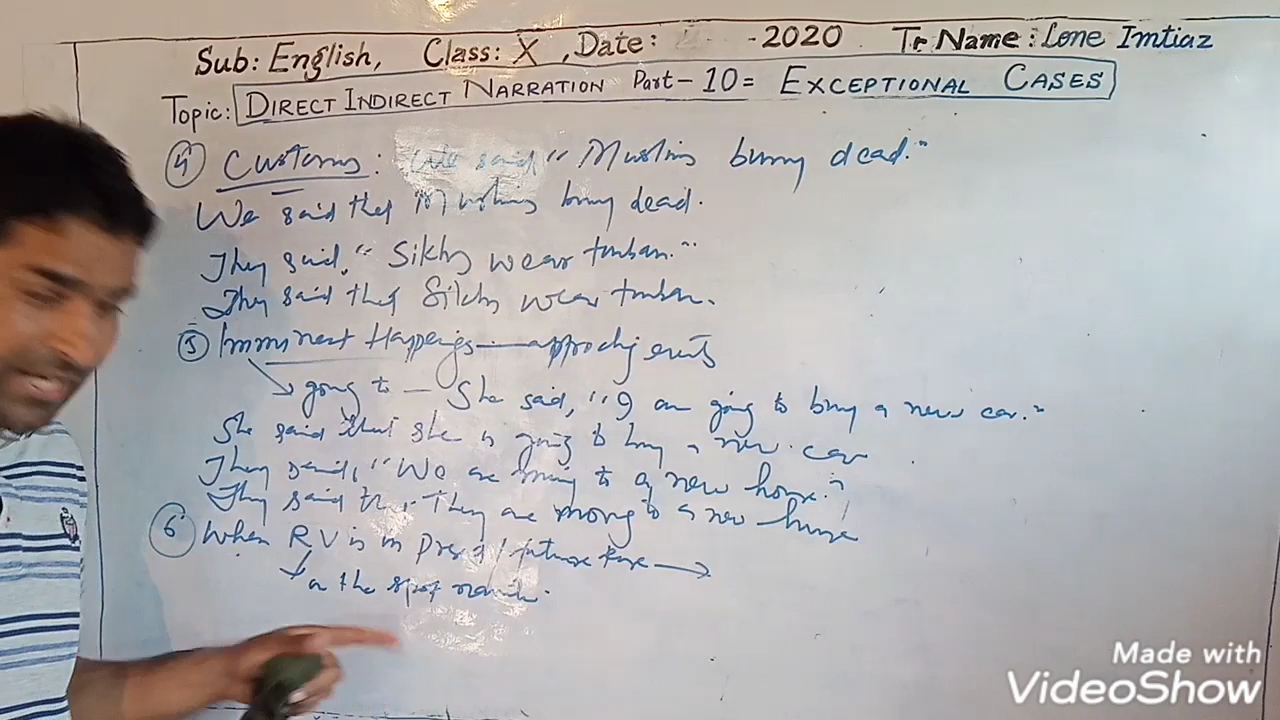 Sub: English, Class: X, Date: -2020 Tr Name: Lone Imtiaz
Topic: DIRECT INDIRECT NARRATION Part-10 = EXCEPTIONAL CASES
4 Customs: We said "Muslims bury dead."
We said that Muslims bury dead.
They said, "Sikhs wear turban."
They said that Sikhs wear turban.
5 Imminent Happenings — approching events
going to — She said, "I am going to buy a new car."
She said that she is going to buy a new car
They said, "We are moving to a new house."
They said that They are moving to a new house
6 When RV is in Present / future tense →
on the spot
Made with
VideoShow